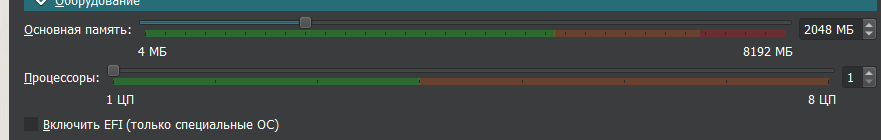 Оборудование
Основная память: 2048 МБ
4 МБ 8192 МБ
Процессоры: 1
1 ЦП 8 ЦП
Включить EFI (только специальные ОС)